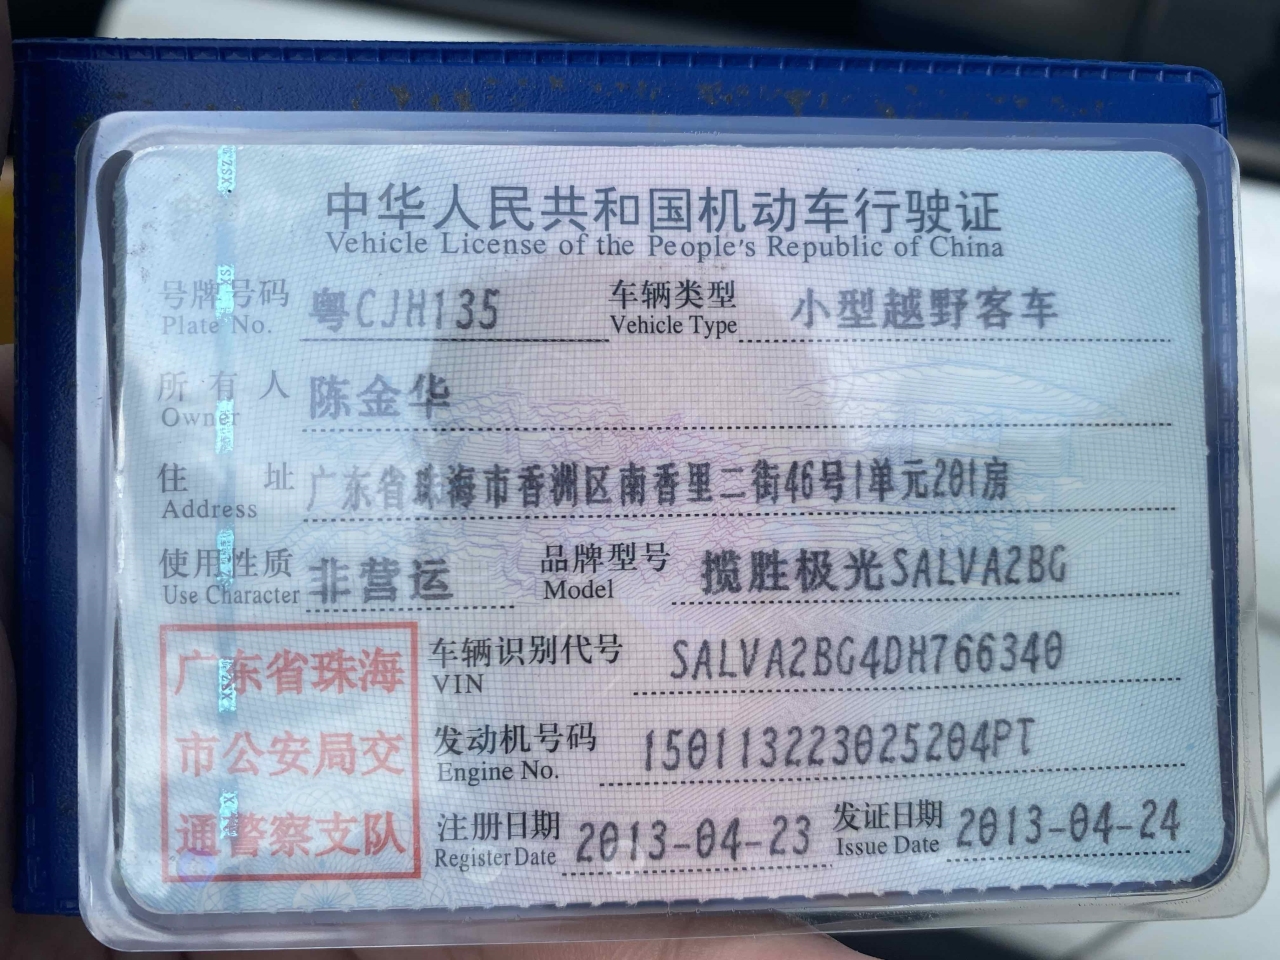 中华人民共和国机动车行驶证
Vehicle License of the People's Republic of China
号牌号码 粤CJH135 车辆类型 小型越野客车
Plate No. Vehicle Type
所有人 陈金华
Owner
住址 广东省珠海市香洲区南香里二街46号1单元201房
Address
使用性质 非营运 品牌型号 揽胜极光SALVA2BG
Use Character Model
广东省珠海
市公安局交
通警察支队
车辆识别代号 SALVA2BG4DH766340
VIN
发动机号码 150113223025204PT
Engine No.
注册日期 2013-04-23 发证日期 2013-04-24
Register Date Issue Date